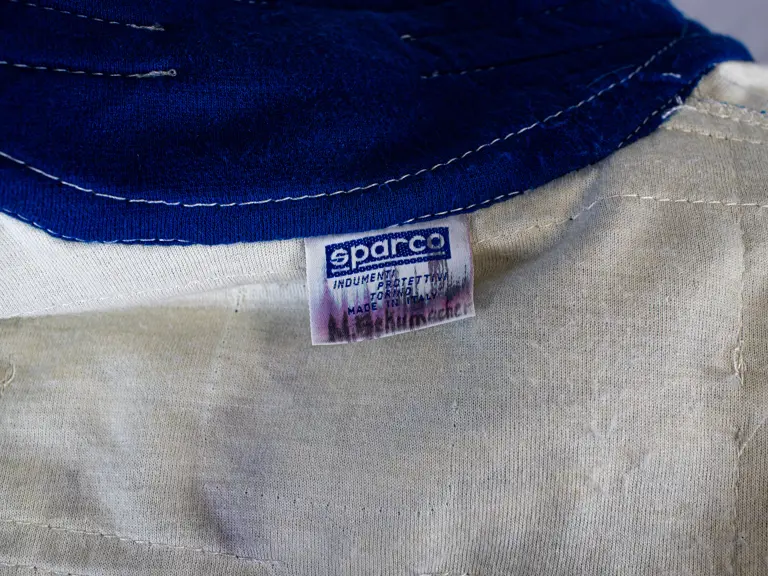 sparco
INDUMENTI
PROTETTIVI
TORINO
MADE IN ITALY
M.Schumacher